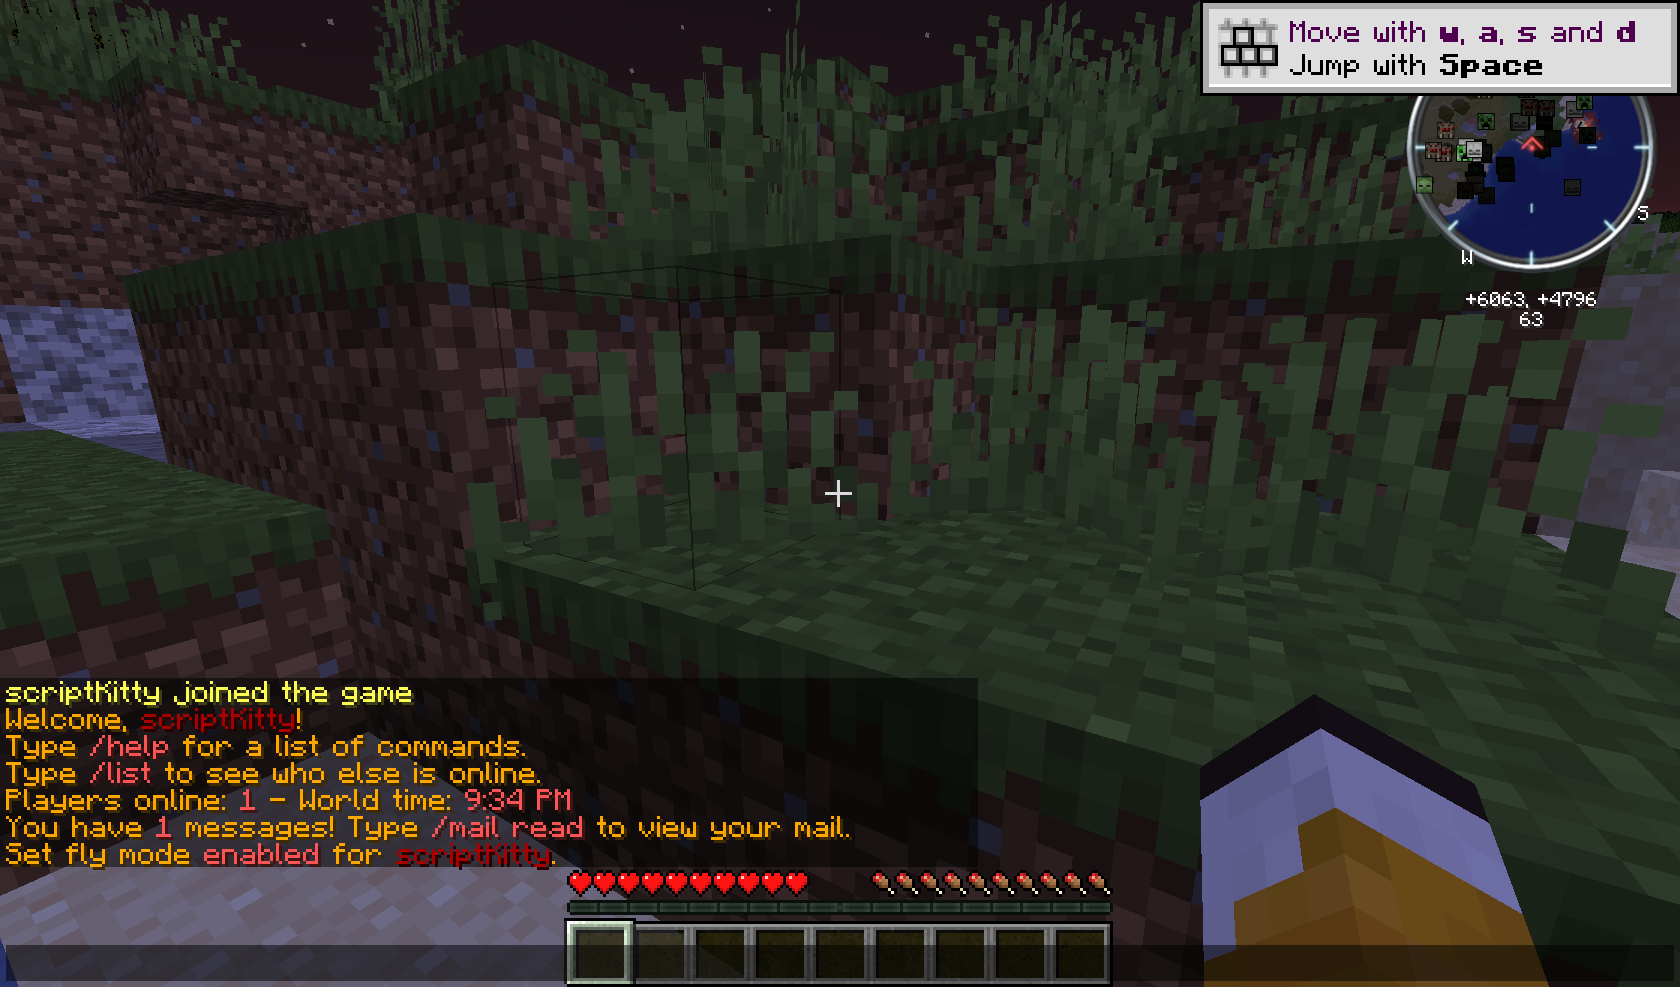 Move with w, a, s and d
Jump with Space
S
W
+6063, +4796
63
scriptKitty joined the game
Welcome, scriptKitty!
Type /help for a list of commands.
Type /list to see who else is online.
Players online: 1 - World time: 9:34 PM
You have 1 messages! Type /mail read to view your mail.
Set fly mode enabled for scriptKitty.